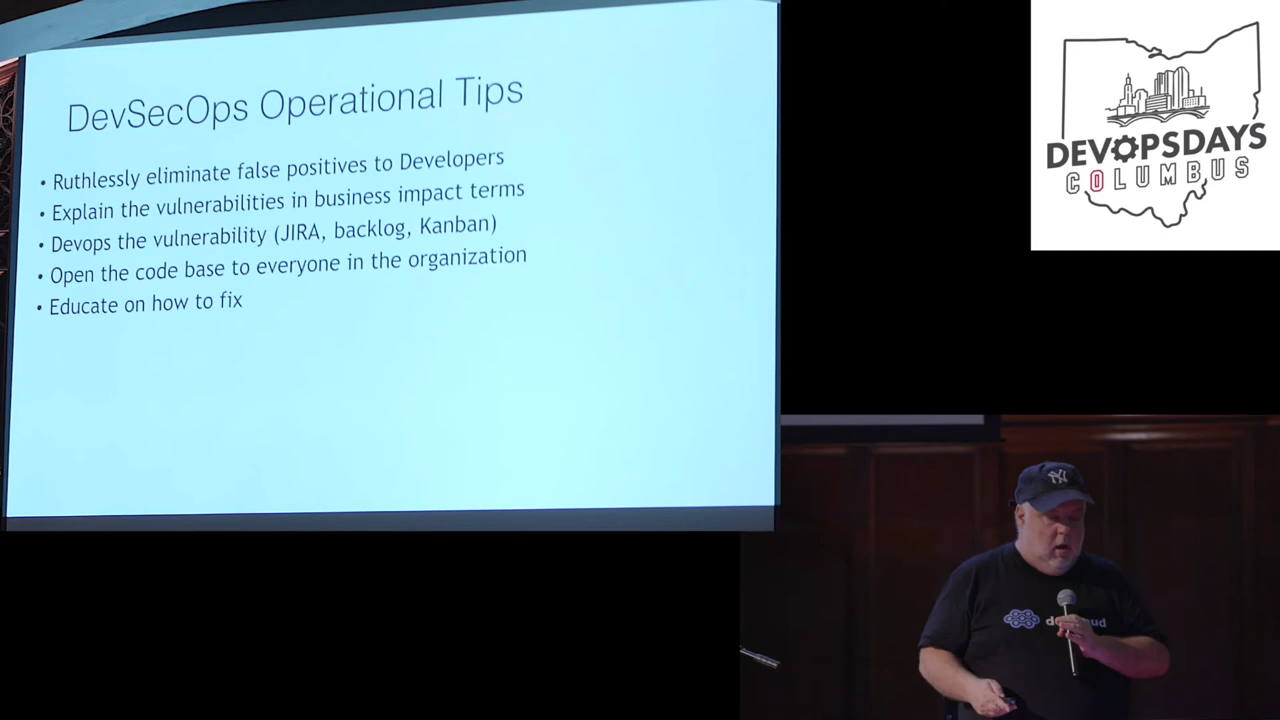 DevSecOps Operational Tips
• Ruthlessly eliminate false positives to Developers
• Explain the vulnerabilities in business impact terms
• Devops the vulnerability (JIRA, backlog, Kanban)
• Open the code base to everyone in the organization
• Educate on how to fix
DEVOPSDAYS
COLUMBUS
NY